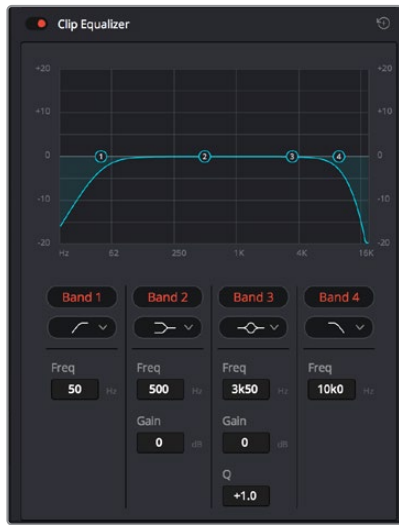 Clip Equalizer
+20 +20
+10 +10
0 ① ② ③ ④ 0
-10 -10
-20 -20
Hz 62 250 1K 4K 16K
Band 1 Band 2 Band 3 Band 4
Freq Freq Freq Freq
50 Hz 500 Hz 3k50 Hz 10k0 Hz
Gain Gain
0 dB 0 dB
Q
+1.0